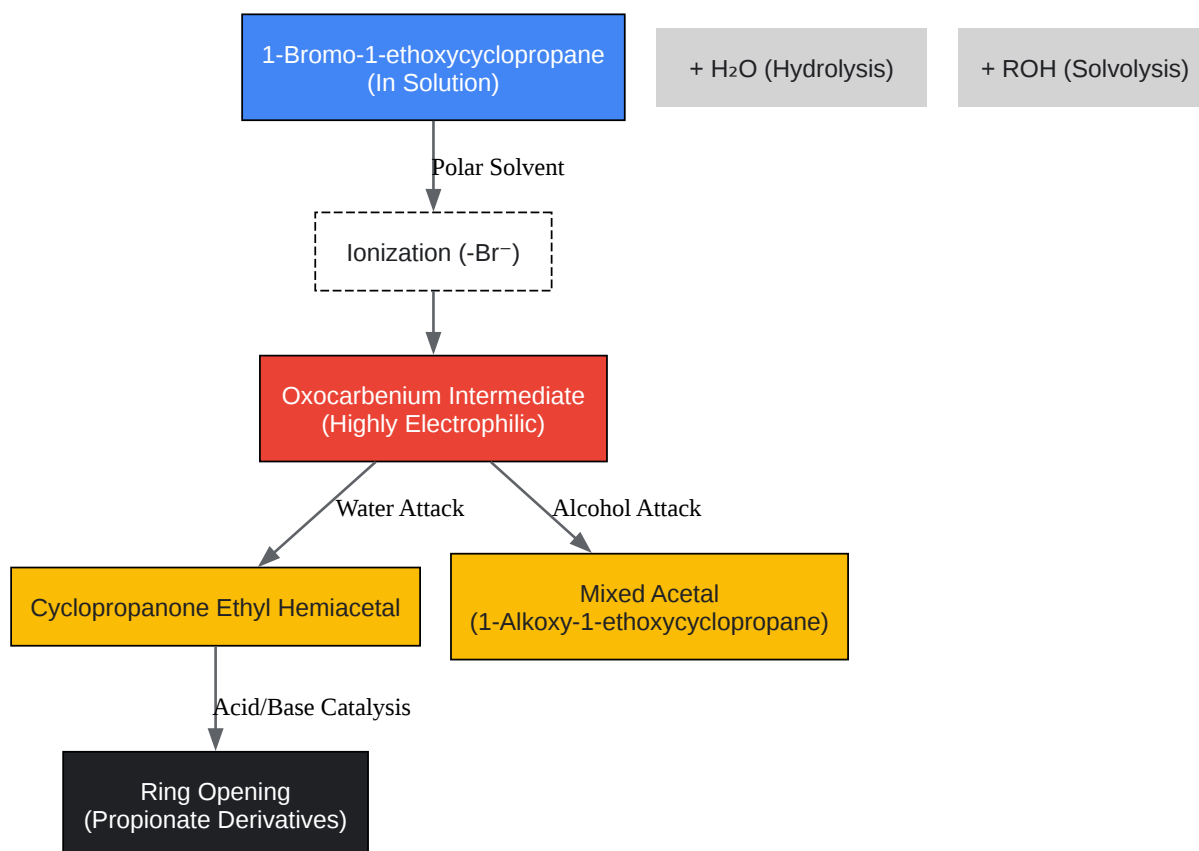 1-Bromo-1-ethoxycyclopropane
(In Solution)
+ H₂O (Hydrolysis)
+ ROH (Solvolysis)
Polar Solvent
Ionization (-Br⁻)
Oxocarbenium Intermediate
(Highly Electrophilic)
Water Attack
Alcohol Attack
Cyclopropanone Ethyl Hemiacetal
Mixed Acetal
(1-Alkoxy-1-ethoxycyclopropane)
Acid/Base Catalysis
Ring Opening
(Propionate Derivatives)